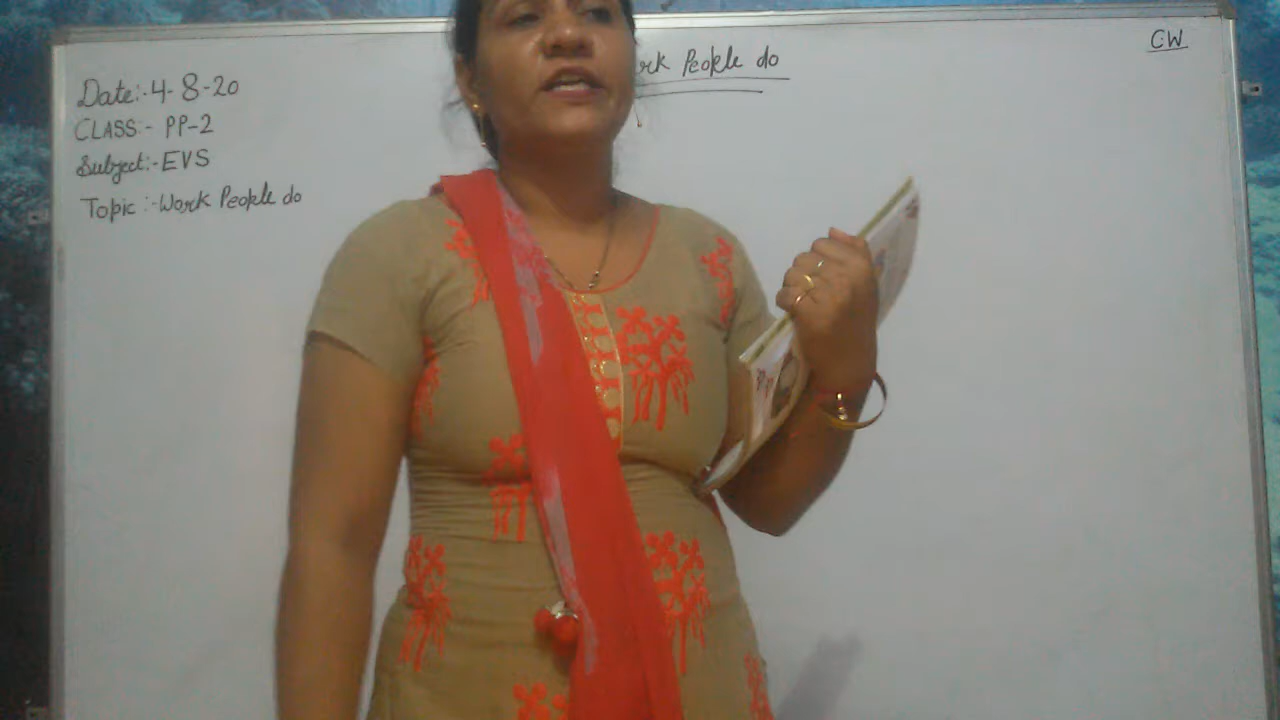 CW
rk People do
Date:-4-8-20
CLASS:- PP-2
Subject:-EVS
Topic:-Work People do